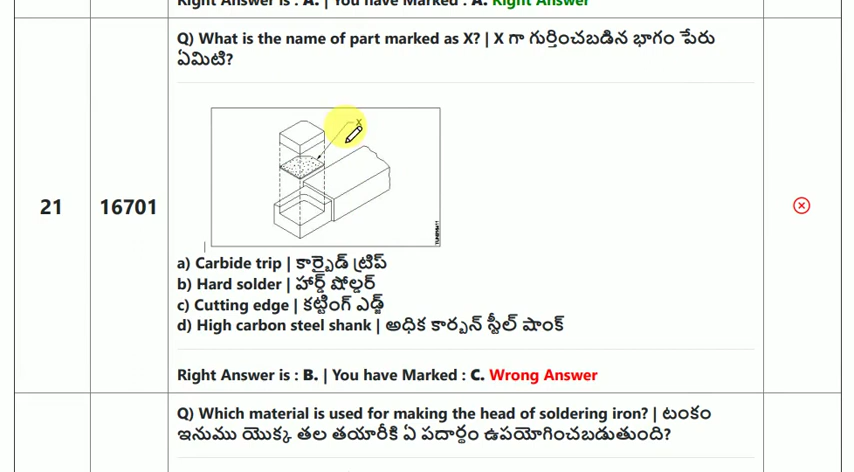 Right Answer is : A. | You have Marked : A. Right Answer
Q) What is the name of part marked as X? | X గా గుర్తించబడిన భాగం పేరు
ఏమిటి?
X
21
16701
a) Carbide trip | కార్బైడ్ ట్రిప్
b) Hard solder | హార్డ్ షోల్డర్
c) Cutting edge | కట్టింగ్ ఎడ్జ్
d) High carbon steel shank | అధిక కార్బన్ స్టీల్ షాంక్
Right Answer is : B. | You have Marked : C. Wrong Answer
Q) Which material is used for making the head of soldering iron? | టంకం
ఇనుము యొక్క తల తయారీకి ఏ పదార్థం ఉపయోగించబడుతుంది?